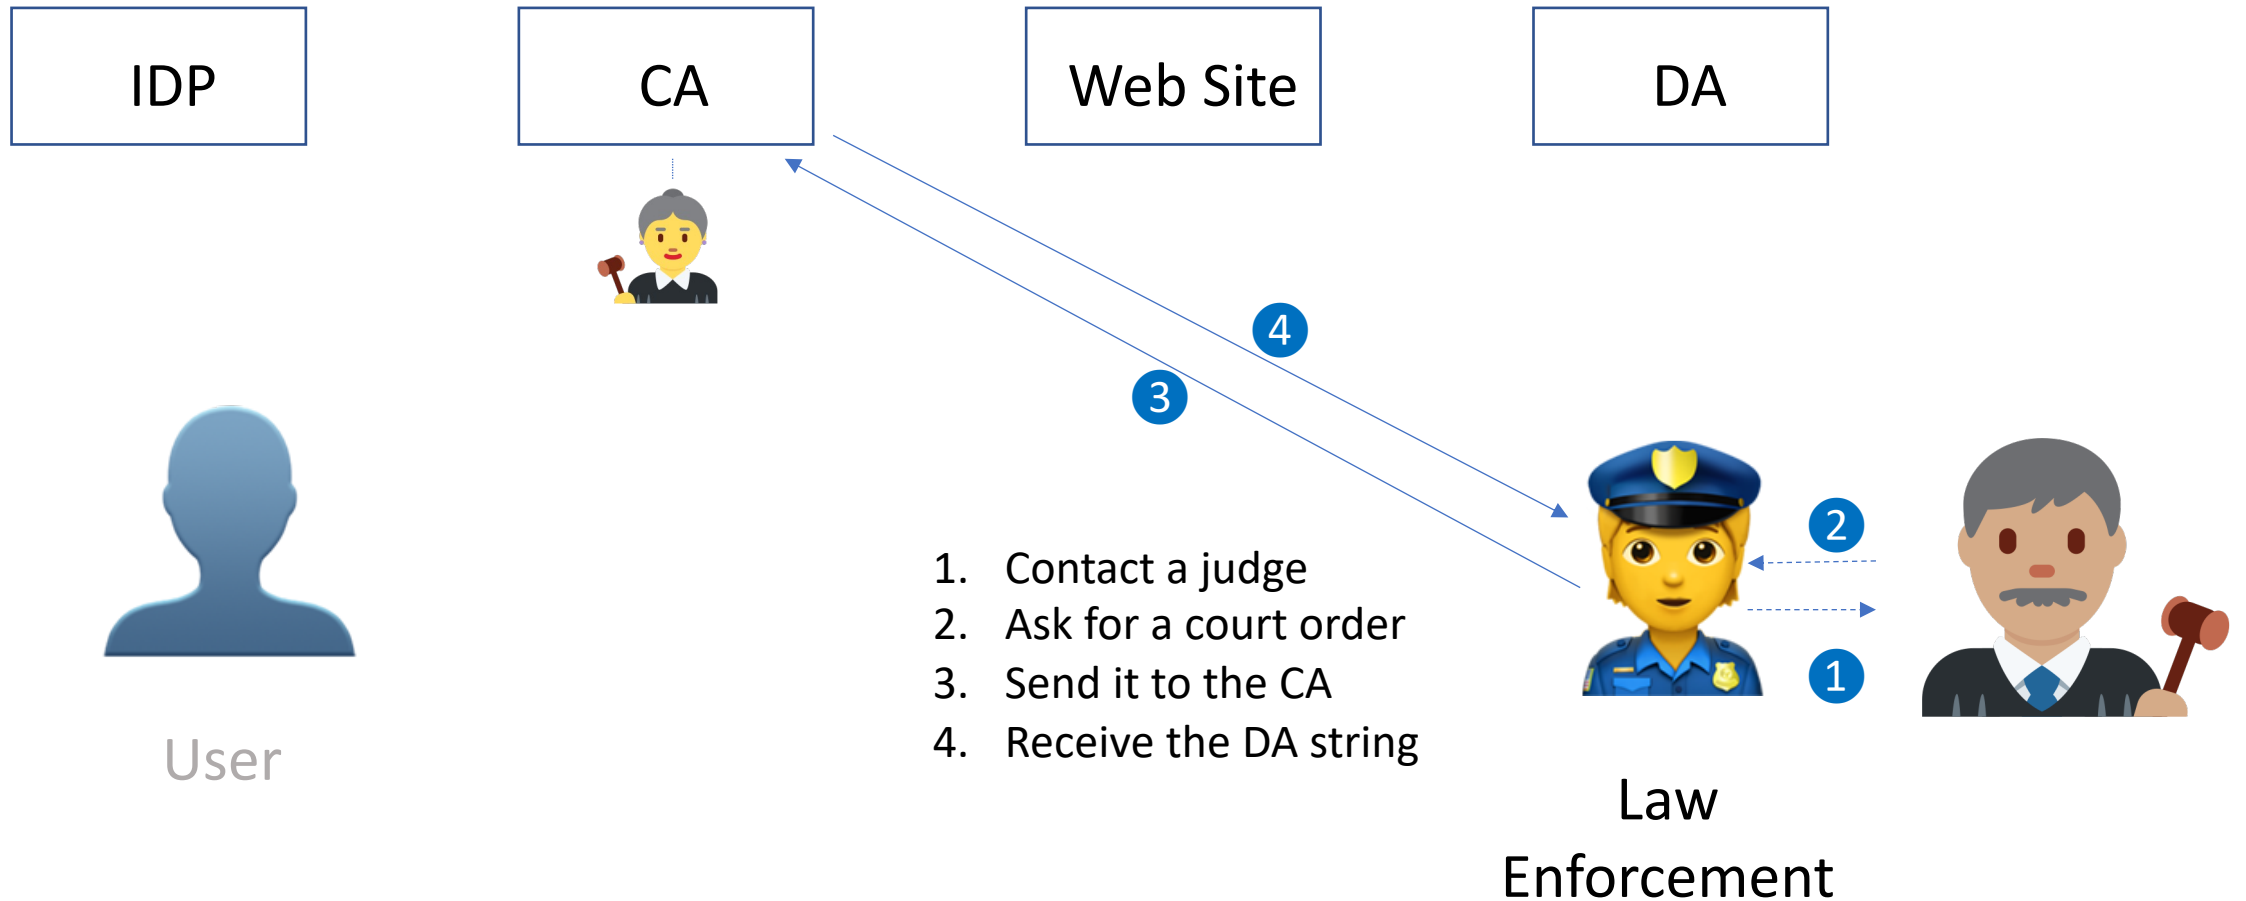 IDP
CA
Web Site
DA
4
3
2
1
1. Contact a judge
2. Ask for a court order
3. Send it to the CA
4. Receive the DA string
User
Law
Enforcement